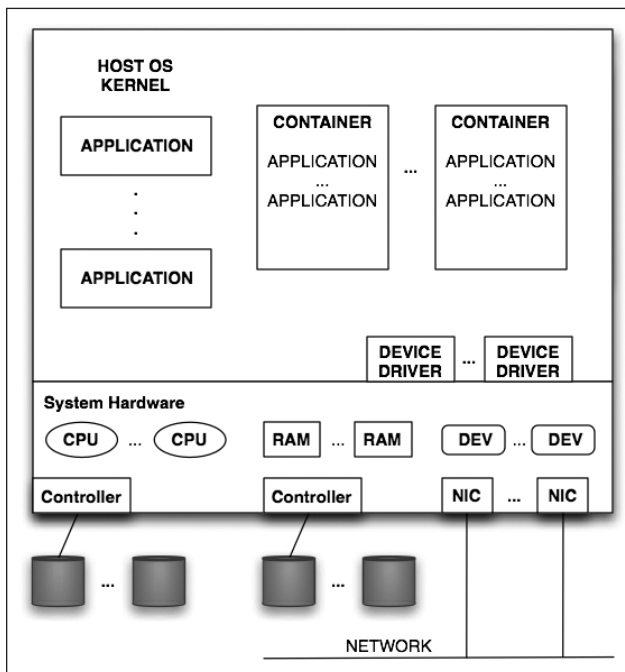 HOST OS
KERNEL
APPLICATION
.
.
.
APPLICATION
CONTAINER
APPLICATION
...
APPLICATION
...
CONTAINER
APPLICATION
...
APPLICATION
DEVICE
DRIVER
...
DEVICE
DRIVER
System Hardware
CPU ... CPU
RAM ... RAM
DEV ... DEV
Controller
Controller
NIC ... NIC
...
...
NETWORK